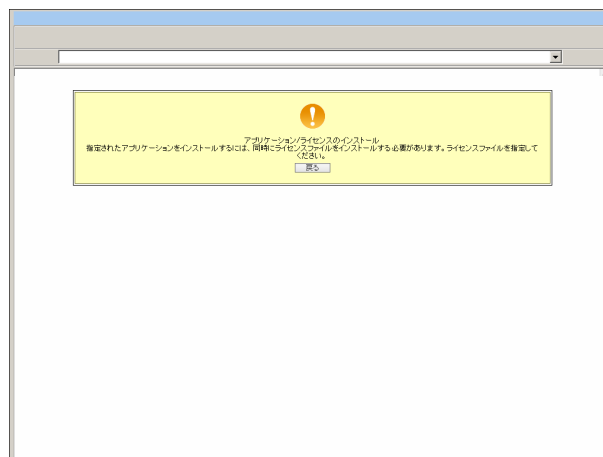 アプリケーション/ライセンスのインストール
指定されたアプリケーションをインストールするには、同時にライセンスファイルをインストールする必要があります。ライセンスファイルを指定して
ください。
戻る